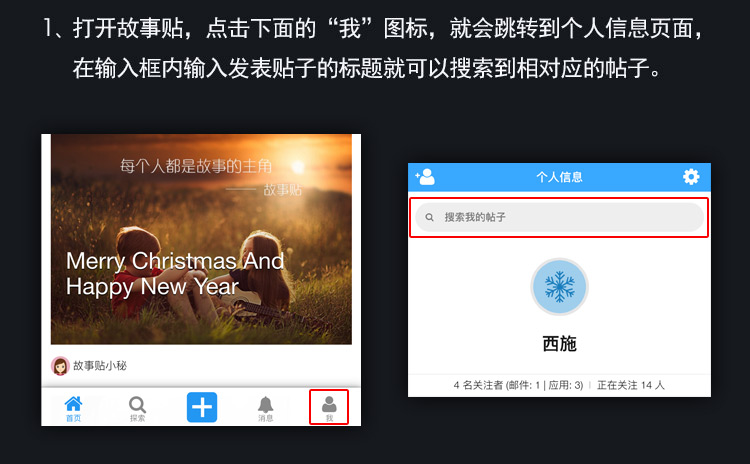 1、打开故事贴，点击下面的“我”图标，就会跳转到个人信息页面，
在输入框内输入发表贴子的标题就可以搜索到相对应的帖子。
每个人都是故事的主角
—— 故事贴
Merry Christmas And
Happy New Year
故事贴小秘
首页
探索
消息
我
个人信息
搜索我的帖子
西施
4 名关注者 (邮件: 1 | 应用: 3) | 正在关注 14 人